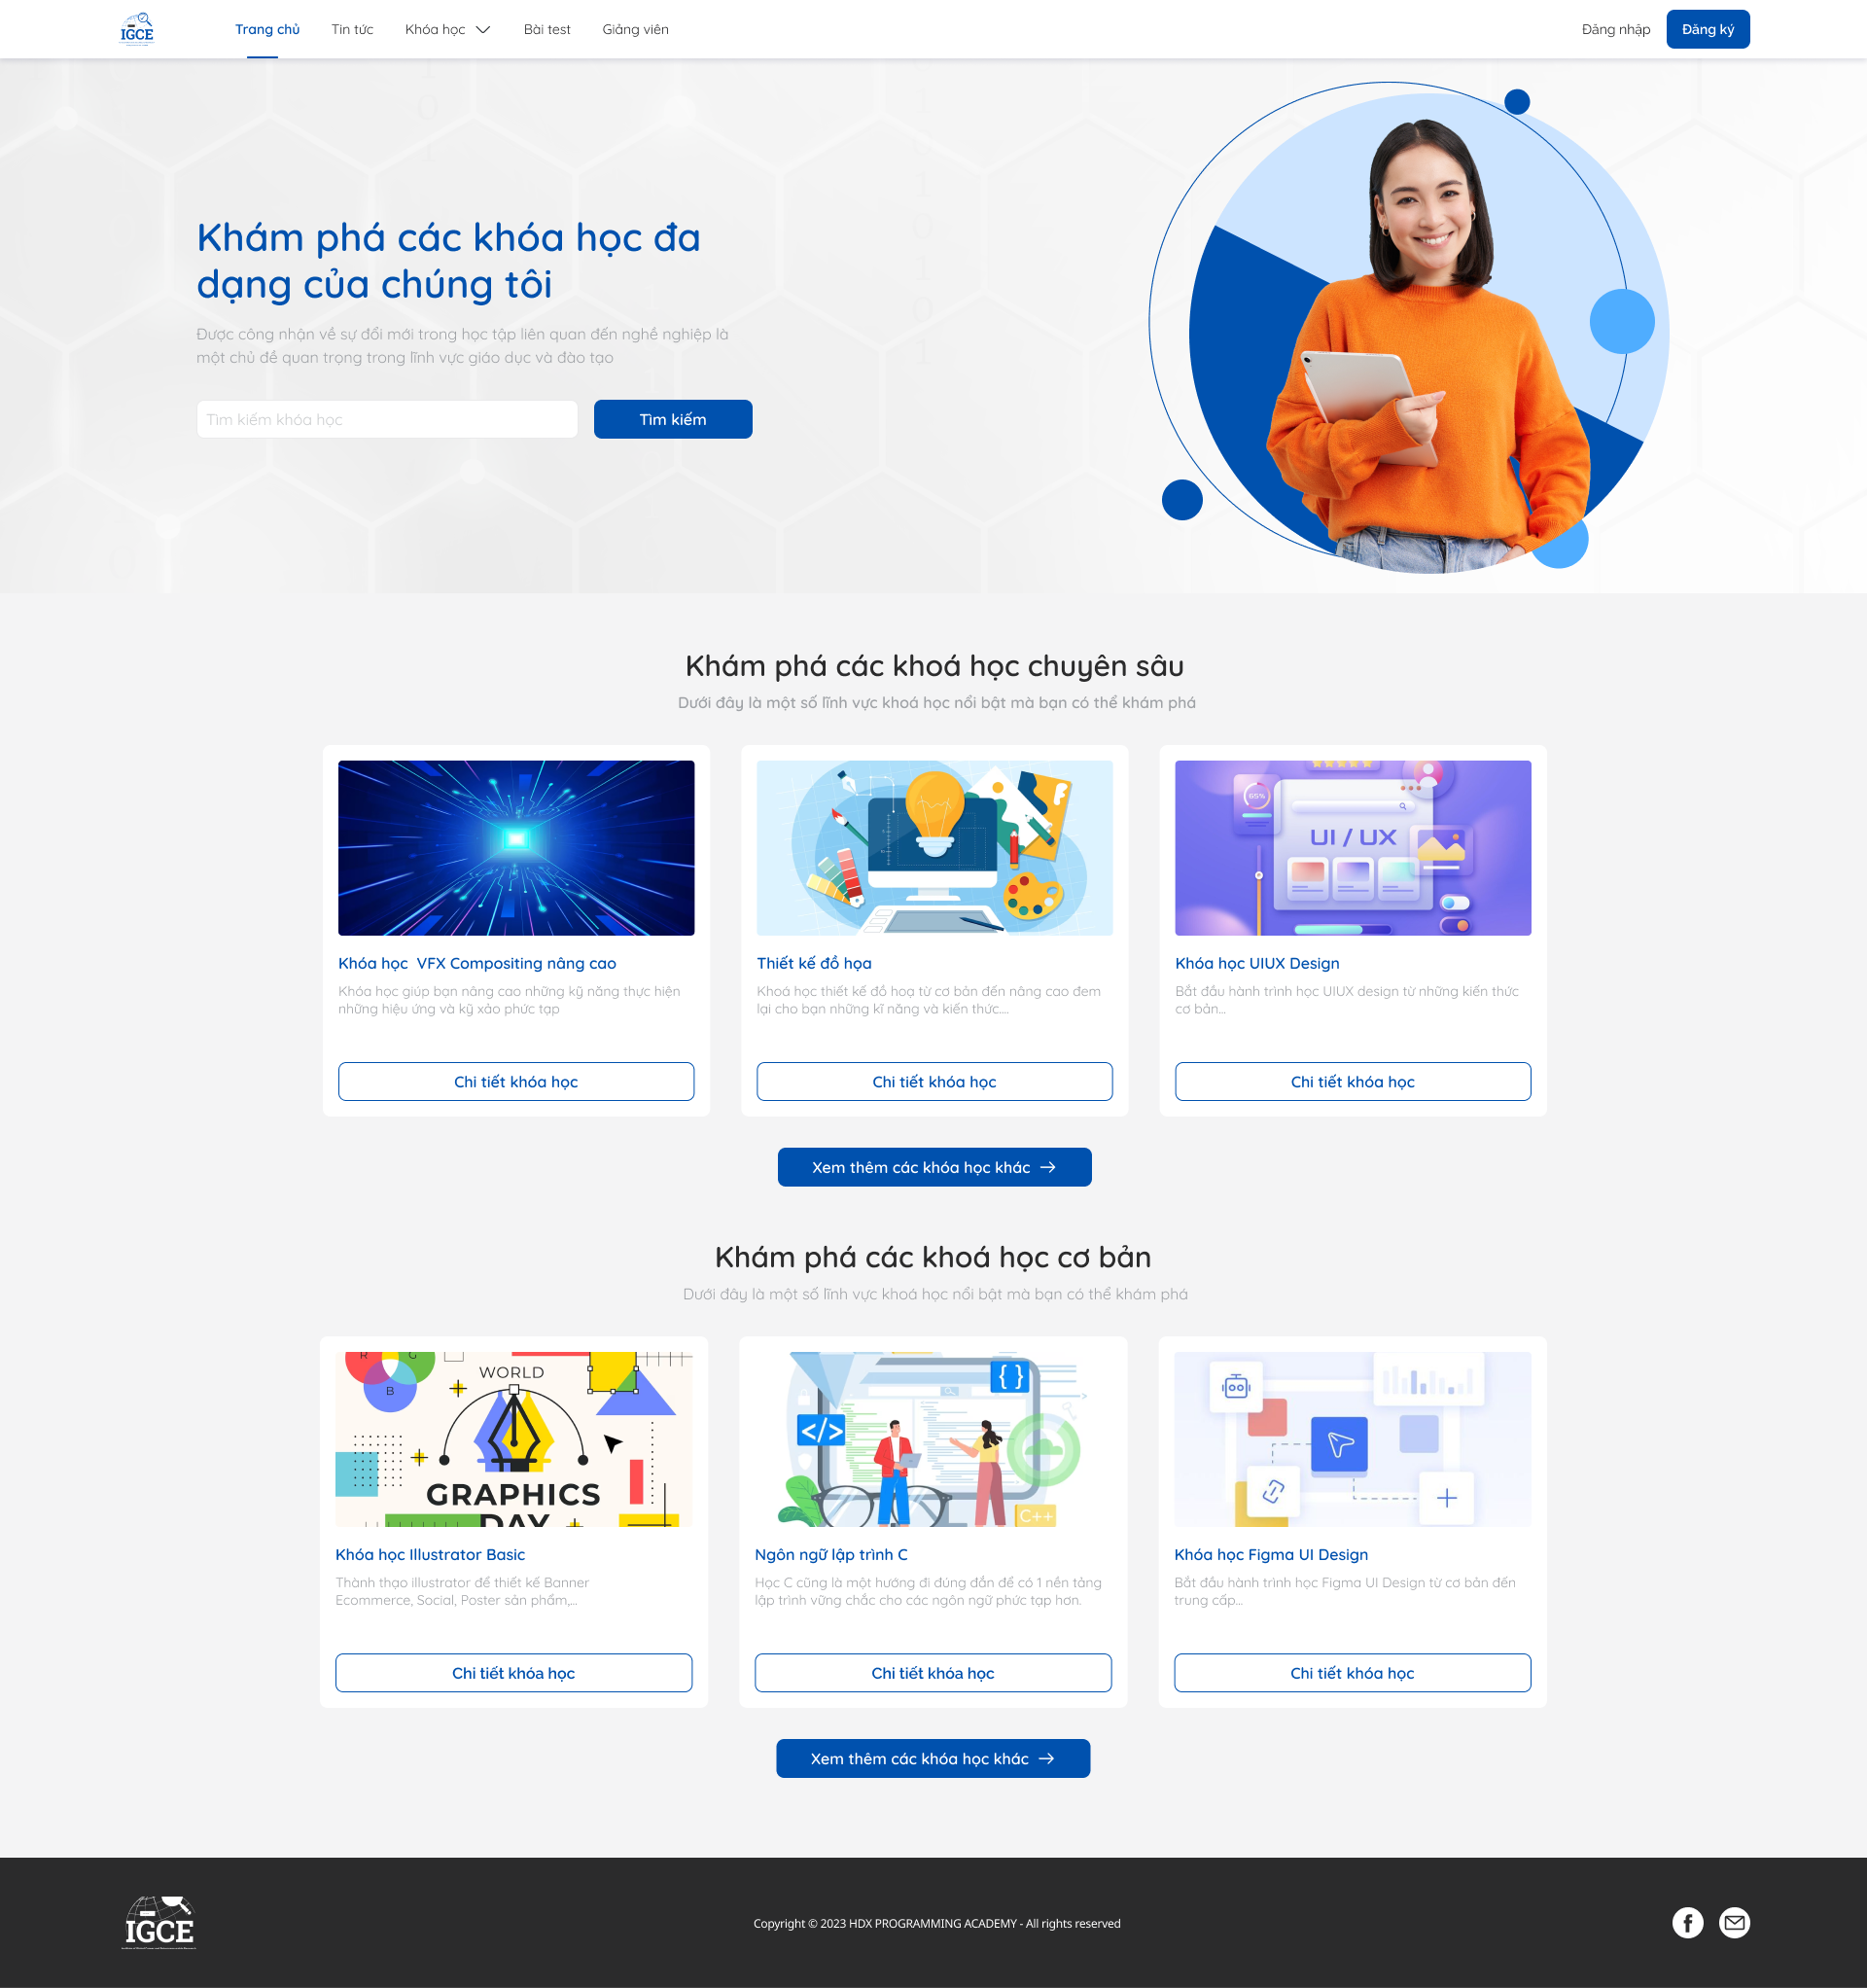 IGCE
Trang chủ
Tin tức
Khóa học
Bài test
Giảng viên
Đăng nhập
Đăng ký
Khám phá các khóa học đa
dạng của chúng tôi
Được công nhận về sự đổi mới trong học tập liên quan đến nghề nghiệp là
một chủ đề quan trọng trong lĩnh vực giáo dục và đào tạo
Tìm kiếm khóa học
Tìm kiếm
Khám phá các khoá học chuyên sâu
Dưới đây là một số lĩnh vực khoá học nổi bật mà bạn có thể khám phá
65%
UI / UX
Khóa học  VFX Compositing nâng cao
Khóa học giúp bạn nâng cao những kỹ năng thực hiện
những hiệu ứng và kỹ xảo phức tạp
Chi tiết khóa học
Thiết kế đồ họa
Khoá học thiết kế đồ hoạ từ cơ bản đến nâng cao đem
lại cho bạn những kĩ năng và kiến thức....
Chi tiết khóa học
Khóa học UIUX Design
Bắt đầu hành trình học UIUX design từ những kiến thức
cơ bản...
Chi tiết khóa học
Xem thêm các khóa học khác
Khám phá các khoá học cơ bản
Dưới đây là một số lĩnh vực khoá học nổi bật mà bạn có thể khám phá
R G
B
WORLD
GRAPHICS
DAY
{ }
</>
C++
Khóa học Illustrator Basic
Thành thạo illustrator để thiết kế Banner
Ecommerce, Social, Poster sản phẩm,...
Chi tiết khóa học
Ngôn ngữ lập trình C
Học C cũng là một hướng đi đúng đắn để có 1 nền tảng
lập trình vững chắc cho các ngôn ngữ phức tạp hơn.
Chi tiết khóa học
Khóa học Figma UI Design
Bắt đầu hành trình học Figma UI Design từ cơ bản đến
trung cấp...
Chi tiết khóa học
Xem thêm các khóa học khác
IGCE
Copyright © 2023 HDX PROGRAMMING ACADEMY - All rights reserved